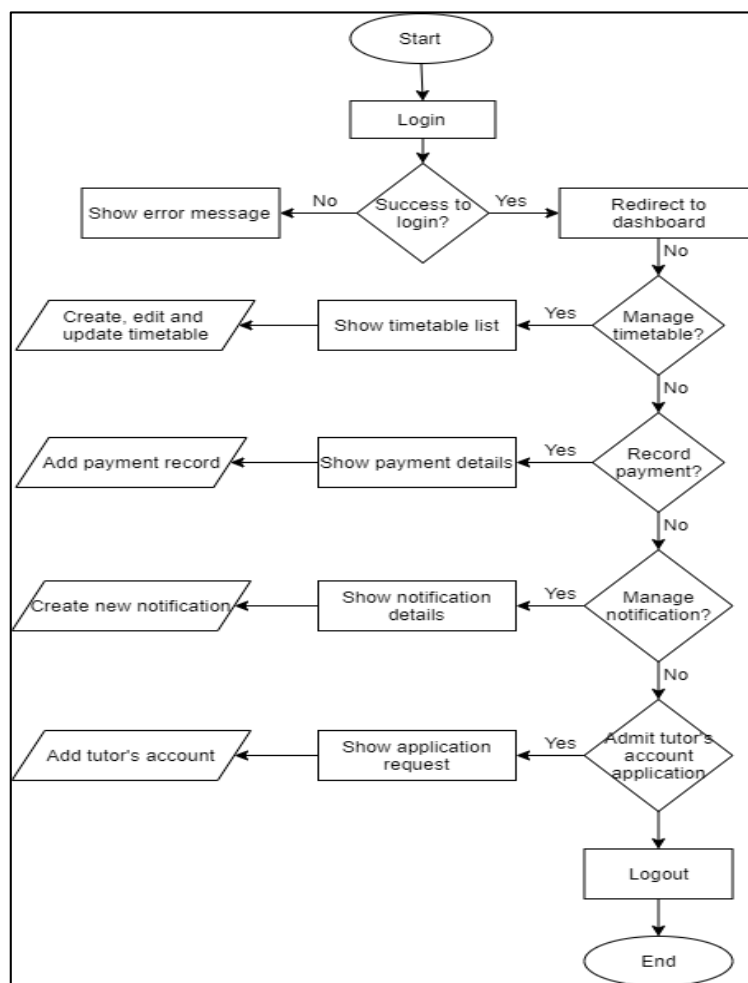 Start
Login
No
Success to
login?
Yes
Show error message
Redirect to
dashboard
No
Create, edit and
update timetable
Show timetable list
Yes
Manage
timetable?
No
Add payment record
Show payment details
Yes
Record
payment?
No
Create new notification
Show notification
details
Yes
Manage
notification?
No
Add tutor's account
Show application
request
Yes
Admit tutor's
account
application
Logout
End